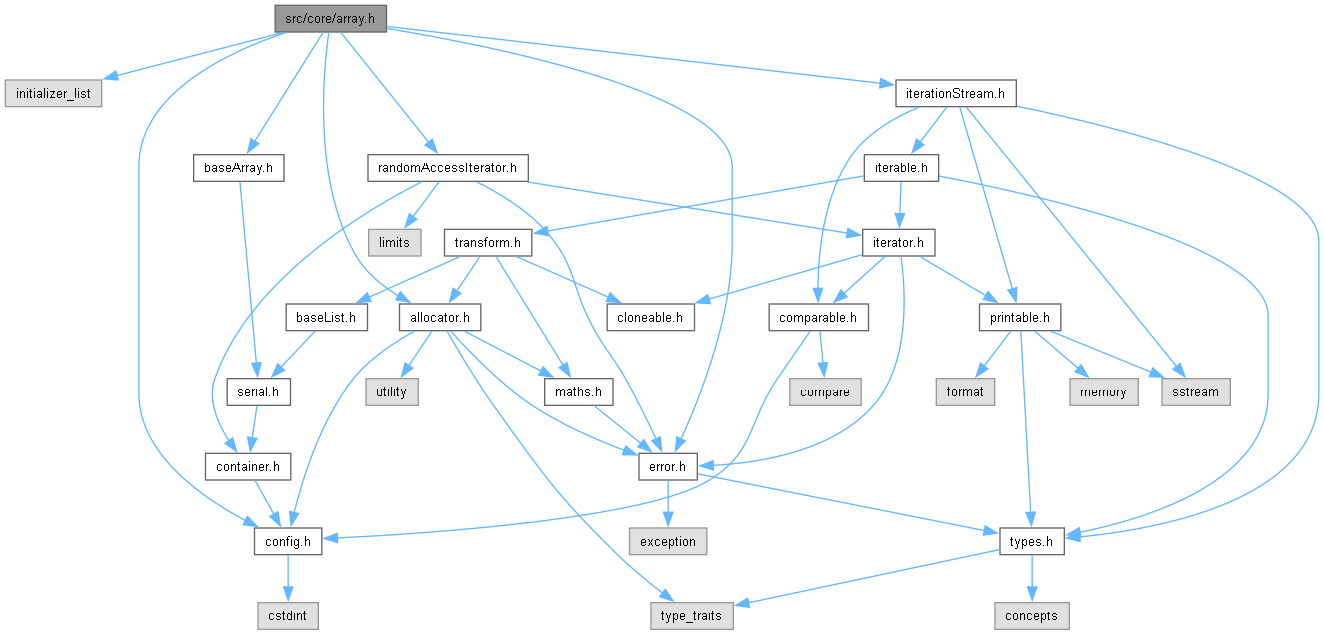 src/core/array.h
initializer_list
iterationStream.h
baseArray.h
randomAccessIterator.h
iterable.h
limits
transform.h
iterator.h
baseList.h
allocator.h
cloneable.h
comparable.h
printable.h
serial.h
utility
maths.h
compare
format
memory
sstream
container.h
error.h
config.h
exception
types.h
cstdint
type_traits
concepts